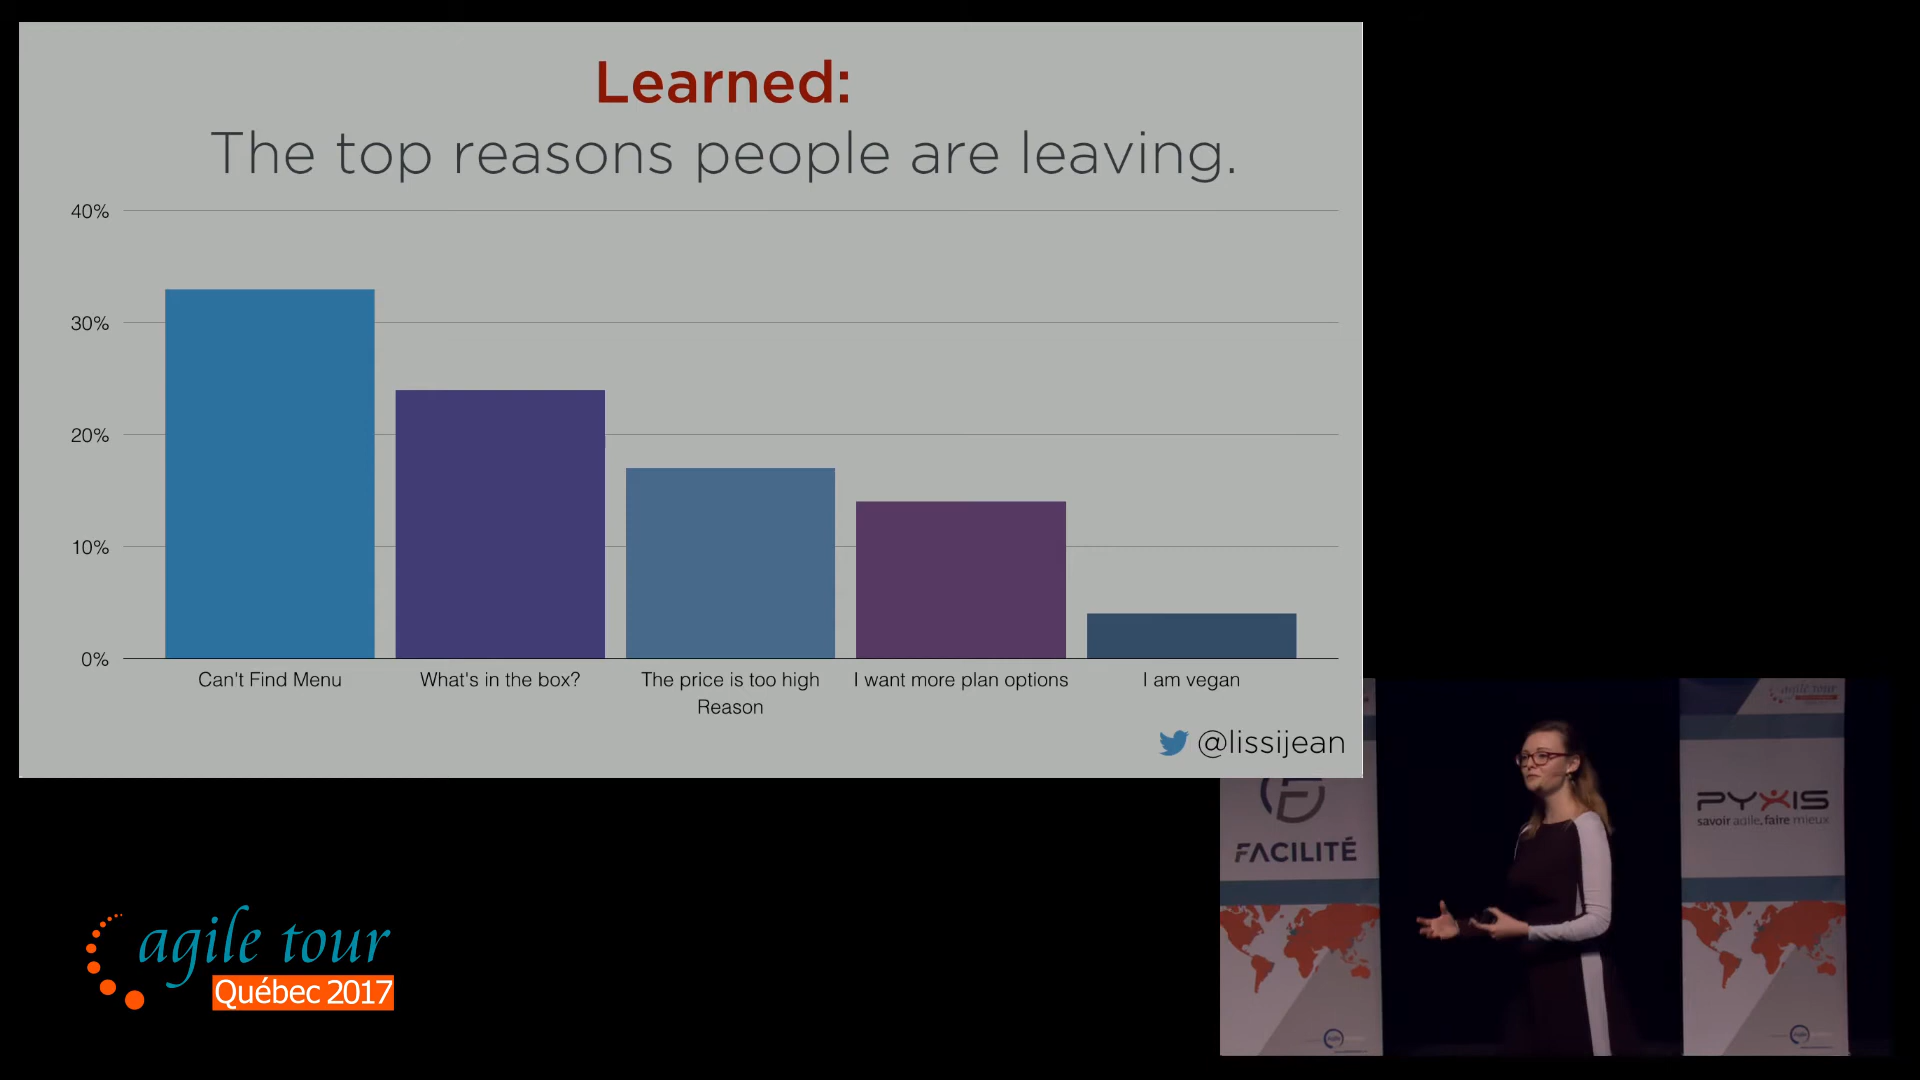 Learned:
The top reasons people are leaving.
40%
30%
20%
10%
0%
Can't Find Menu
What's in the box?
The price is too high
I want more plan options
I am vegan
Reason
@lissijean
agile tour
FACILITÉ
PYXIS
savoir agile, faire mieux
agile tour
Québec 2017